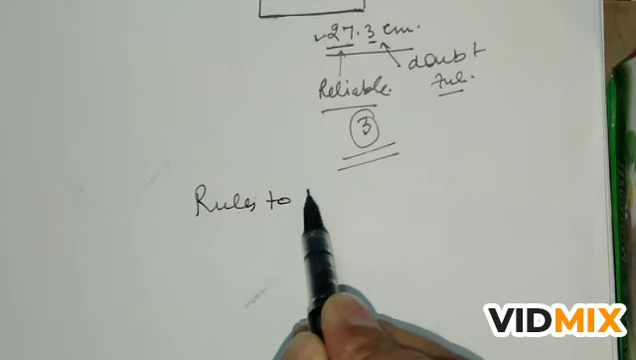 27.3 cm.
doubt
Reliable.
ful.
3
Rules to
VIDMIX